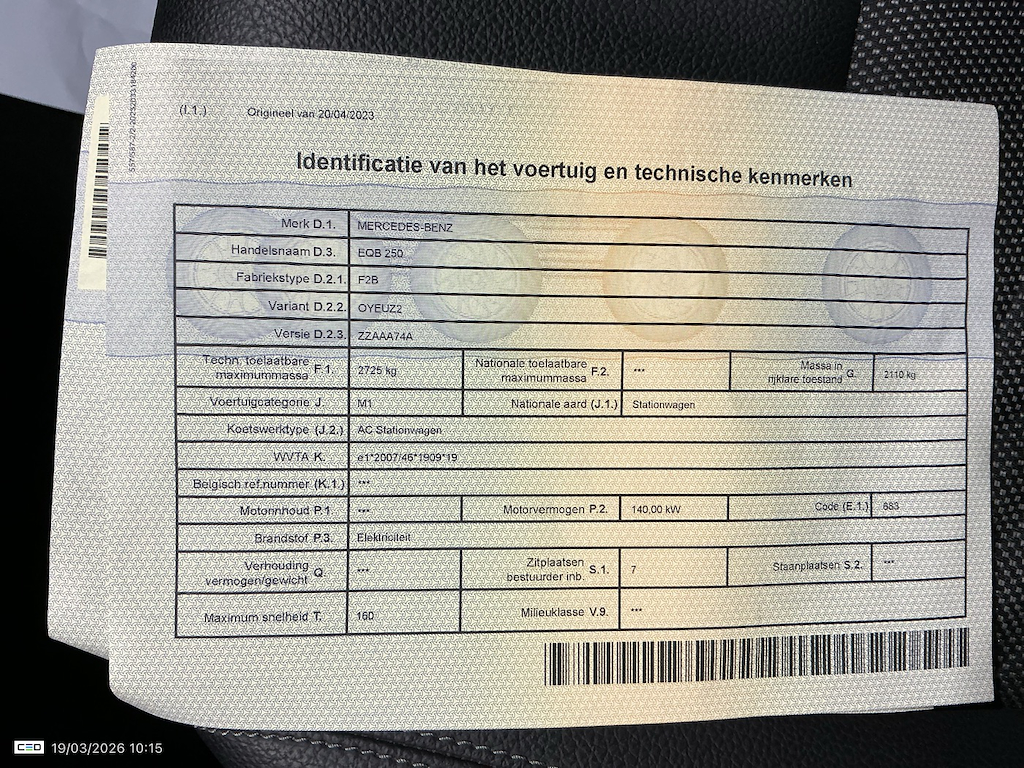 (I.1.) Origineel van 20/04/2023
Identificatie van het voertuig en technische kenmerken
Merk D.1. MERCEDES-BENZ
Handelsnaam D.3. EQB 250
Fabriekstype D.2.1. F2B
Variant D.2.2. OYEUZ2
Versie D.2.3. ZZAAA74A
Techn. toelaatbare maximummassa F.1. 2725 kg Nationale toelaatbare maximummassa F.2. *** Massa in rijklare toestand G. 2110 kg
Voertuigcategorie J. M1 Nationale aard (J.1.) Stationwagen
Koetswerktype (J.2.) AC Stationwagen
WVTA K. e1*2007/46*1909*19
Belgisch ref.nummer (K.1.) ***
Motorinhoud P.1. *** Motorvermogen P.2. 140,00 kW Code (E.1.) 683
Brandstof P.3. Elektriciteit
Verhouding vermogen/gewicht Q. *** Zitplaatsen bestuurder inb. S.1. 7 Staanplaatsen S.2. ***
Maximum snelheid T. 160 Milieuklasse V.9. ***
CEO 19/03/2026 10:15